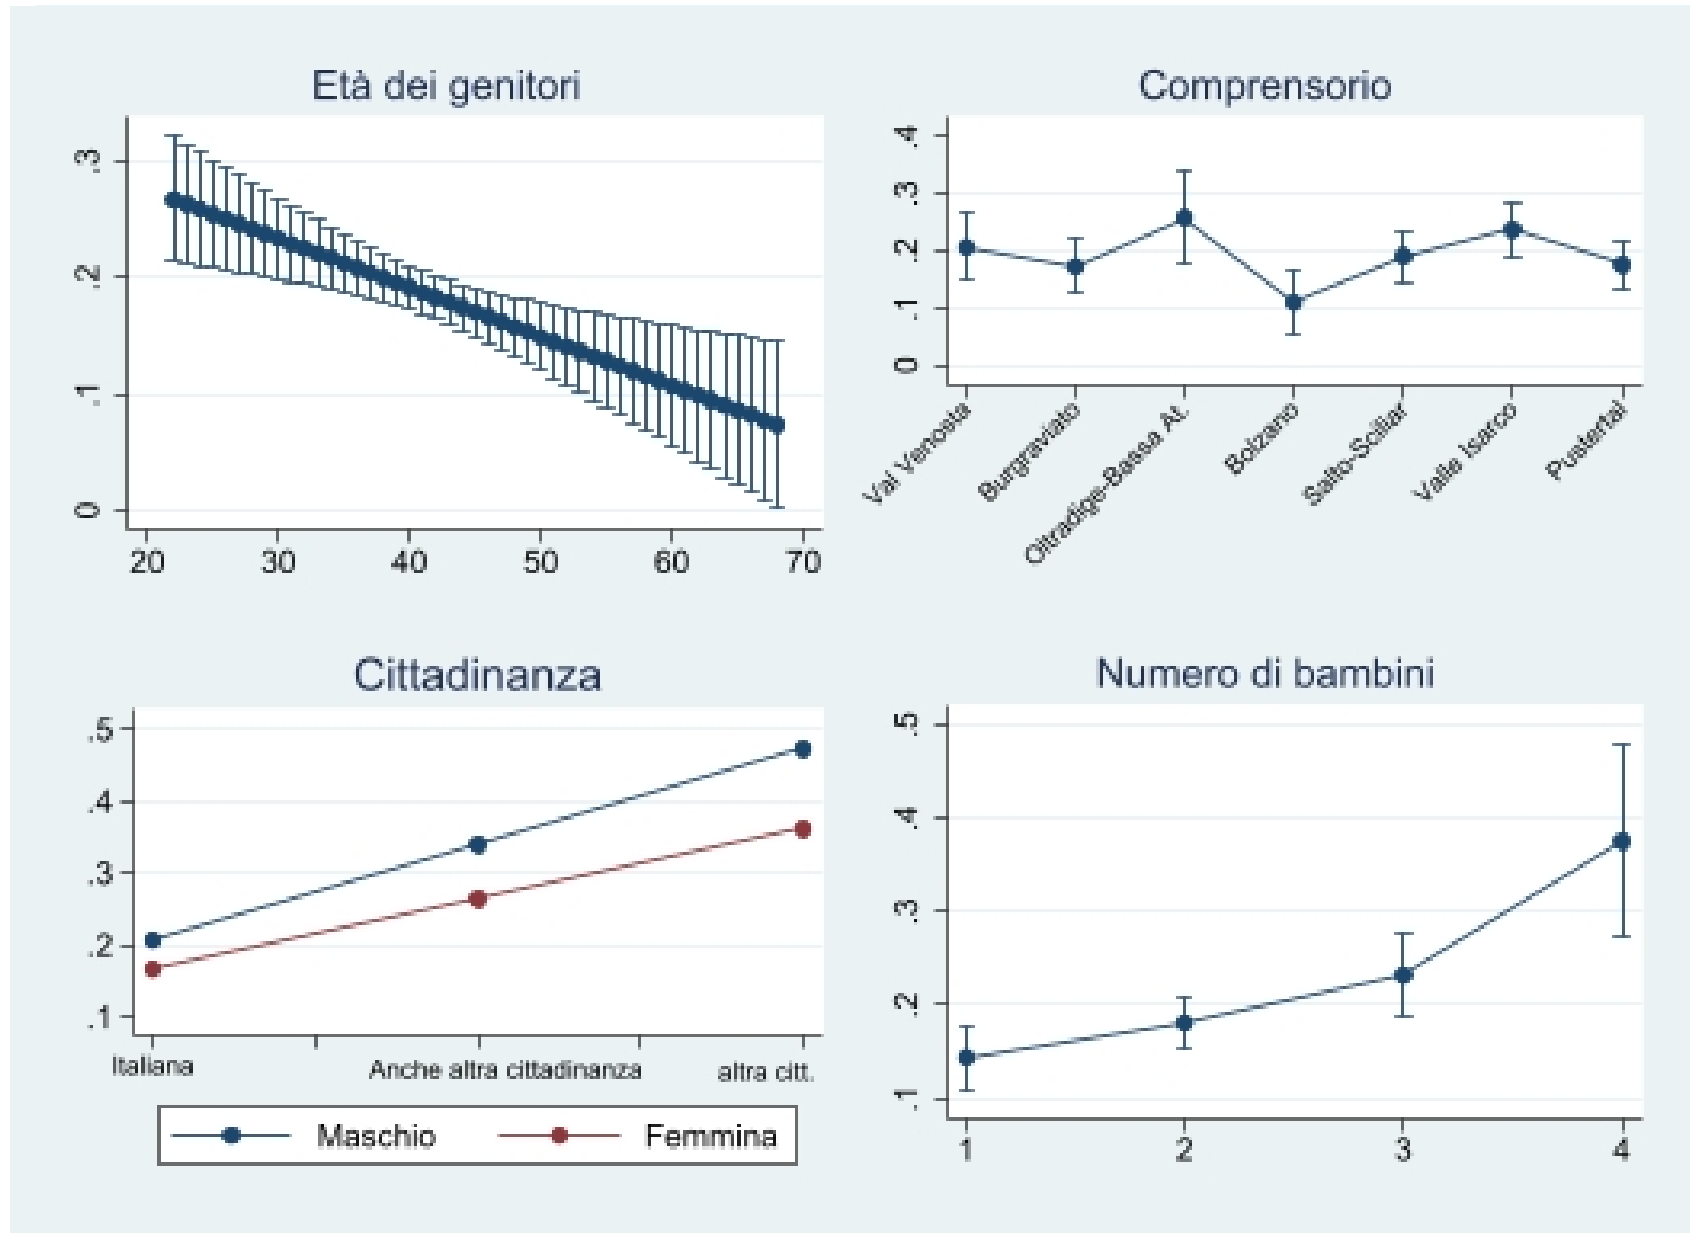 Età dei genitori
.3
.2
.1
0
20 30 40 50 60 70
Comprensorio
.4
.3
.2
.1
0
Val Venosta
Burgraviato
Oltradige-Bassa At.
Bolzano
Salto-Sciliar
Valle Isarco
Pustertal
Cittadinanza
.5
.4
.3
.2
.1
Italiana Anche altra cittadinanza altra citt.
Maschio Femmina
Numero di bambini
.5
.4
.3
.2
.1
1 2 3 4